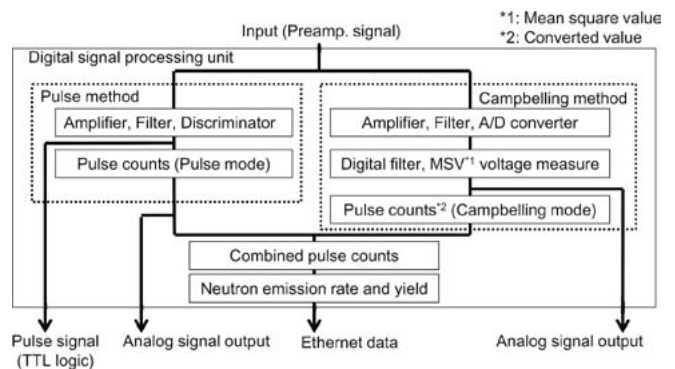 *1: Mean square value
*2: Converted value
Input (Preamp. signal)
Digital signal processing unit
Pulse method
Amplifier, Filter, Discriminator
Pulse counts (Pulse mode)
Campbelling method
Amplifier, Filter, A/D converter
Digital filter, MSV*1 voltage measure
Pulse counts*2 (Campbelling mode)
Combined pulse counts
Neutron emission rate and yield
Pulse signal
(TTL logic)
Analog signal output
Ethernet data
Analog signal output